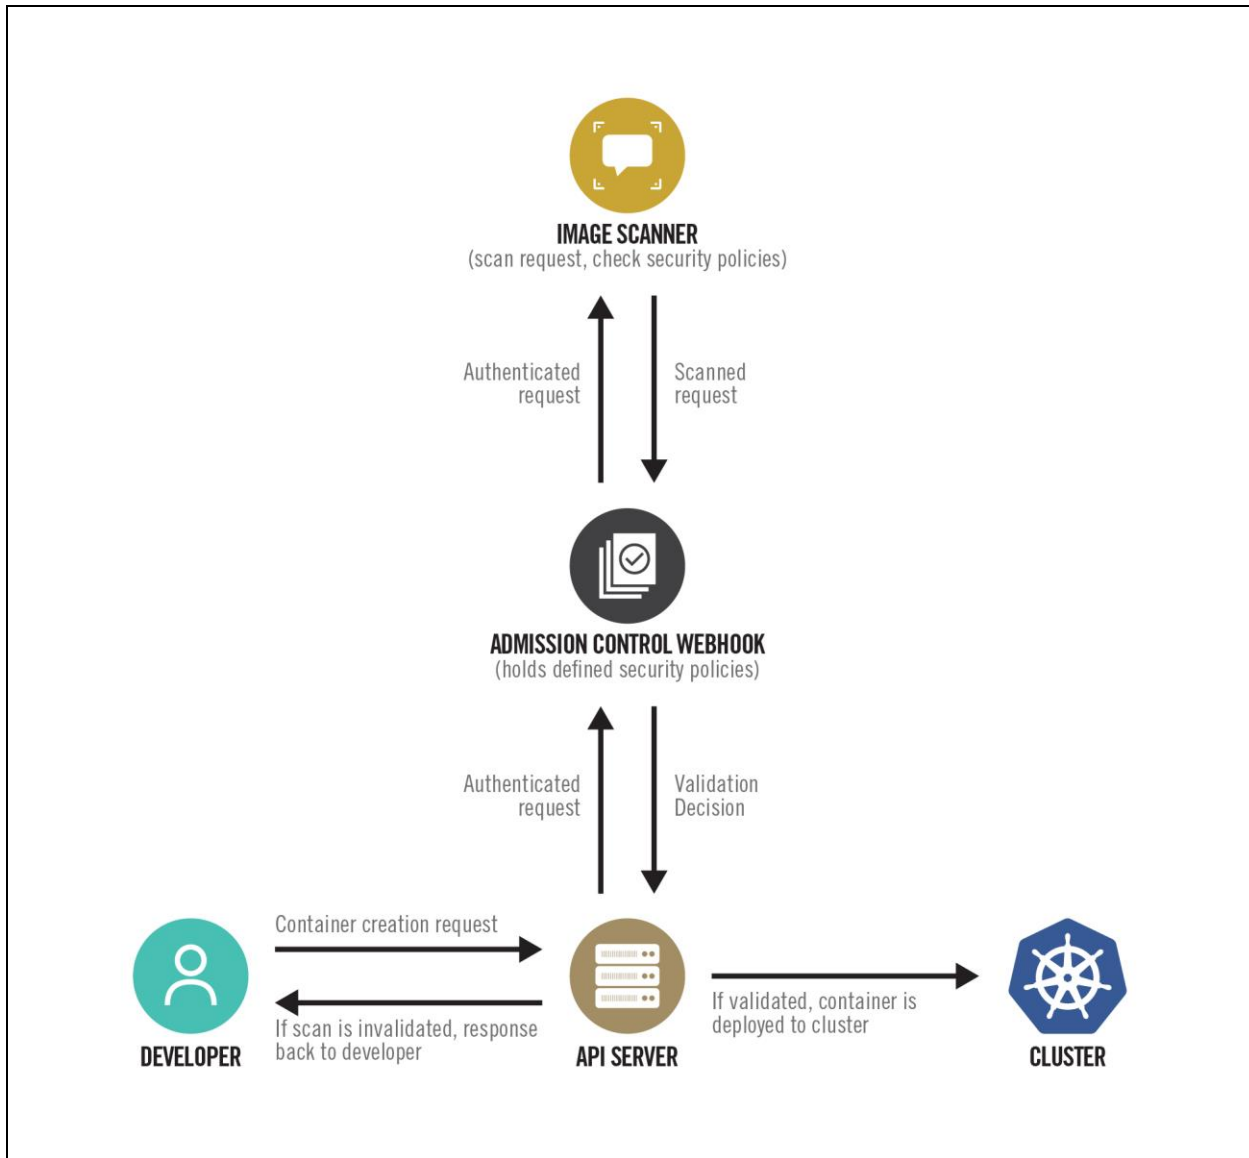 IMAGE SCANNER
(scan request, check security policies)
Authenticated
request
Scanned
request
ADMISSION CONTROL WEBHOOK
(holds defined security policies)
Authenticated
request
Validation
Decision
Container creation request
If scan is invalidated, response
back to developer
DEVELOPER
API SERVER
If validated, container is
deployed to cluster
CLUSTER